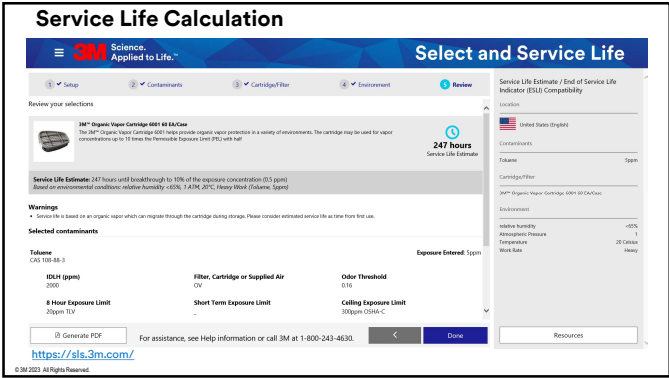 Service Life Calculation
≡ 3M Science.
Applied to Life.™
Select and Service Life
1 ✔ Setup
2 ✔ Contaminants
3 ✔ Cartridge/Filter
4 ✔ Environment
5 Review
Review your selections
3M™ Organic Vapor Cartridge 6001 60 EA/Case
The 3M™ Organic Vapor Cartridge 6001 helps provide organic vapor protection in a variety of environments. The cartridge may be used for vapor
concentrations up to 10 times the Permissible Exposure Limit (PEL) with half
247 hours
Service Life Estimate
Service Life Estimate: 247 hours until breakthrough to 10% of the exposure concentration (0.5 ppm)
Based on environmental conditions: relative humidity <65%, 1 ATM, 20°C, Heavy Work (Toluene, 5ppm)
Warnings
• Service life is based on an organic vapor which can migrate through the cartridge during storage. Please consider estimated service life as time from first use.
Selected contaminants
Toluene
CAS 108-88-3
Exposure Entered: 5ppm
IDLH (ppm)
2000
Filter, Cartridge or Supplied Air
OV
Odor Threshold
0.16
8 Hour Exposure Limit
20ppm TLV
Short Term Exposure Limit
_
Ceiling Exposure Limit
300ppm OSHA-C
Generate PDF
For assistance, see Help information or call 3M at 1-800-243-4630.
<
Done
Service Life Estimate / End of Service Life
Indicator (ESLI) Compatibility
Location
United States (English)
Contaminants
Toluene 5ppm
Cartridge/Filter
3M™ Organic Vapor Cartridge 6001 60 EA/Case
Environment
relative humidity <65%
Atmospheric Pressure 1
Temperature 20 Celsius
Work Rate Heavy
Resources
https://sls.3m.com/
© 3M 2023 All Rights Reserved.